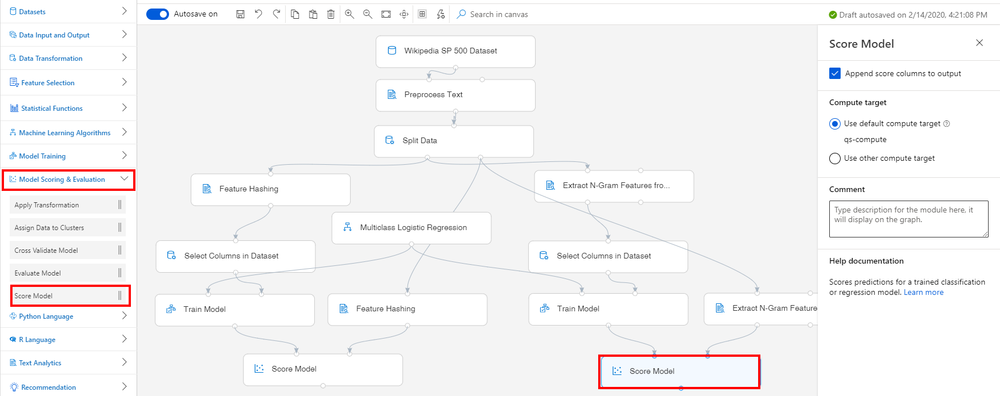 Datasets
Data Input and Output
Data Transformation
Feature Selection
Statistical Functions
Machine Learning Algorithms
Model Training
Model Scoring & Evaluation
Apply Transformation
Assign Data to Clusters
Cross Validate Model
Evaluate Model
Score Model
Python Language
R Language
Text Analytics
Recommendation
Autosave on
Search in canvas
Draft autosaved on 2/14/2020, 4:21:08 PM
Wikipedia SP 500 Dataset
Preprocess Text
Split Data
Feature Hashing
Extract N-Gram Features fro...
Multiclass Logistic Regression
Select Columns in Dataset
Select Columns in Dataset
Train Model
Feature Hashing
Train Model
Extract N-Gram Feature
Score Model
Score Model
Score Model
Append score columns to output
Compute target
Use default compute target
qs-compute
Use other compute target
Comment
Type description for the module here, it
will display on the graph.
Help documentation
Scores predictions for a trained classification
or regression model. Learn more